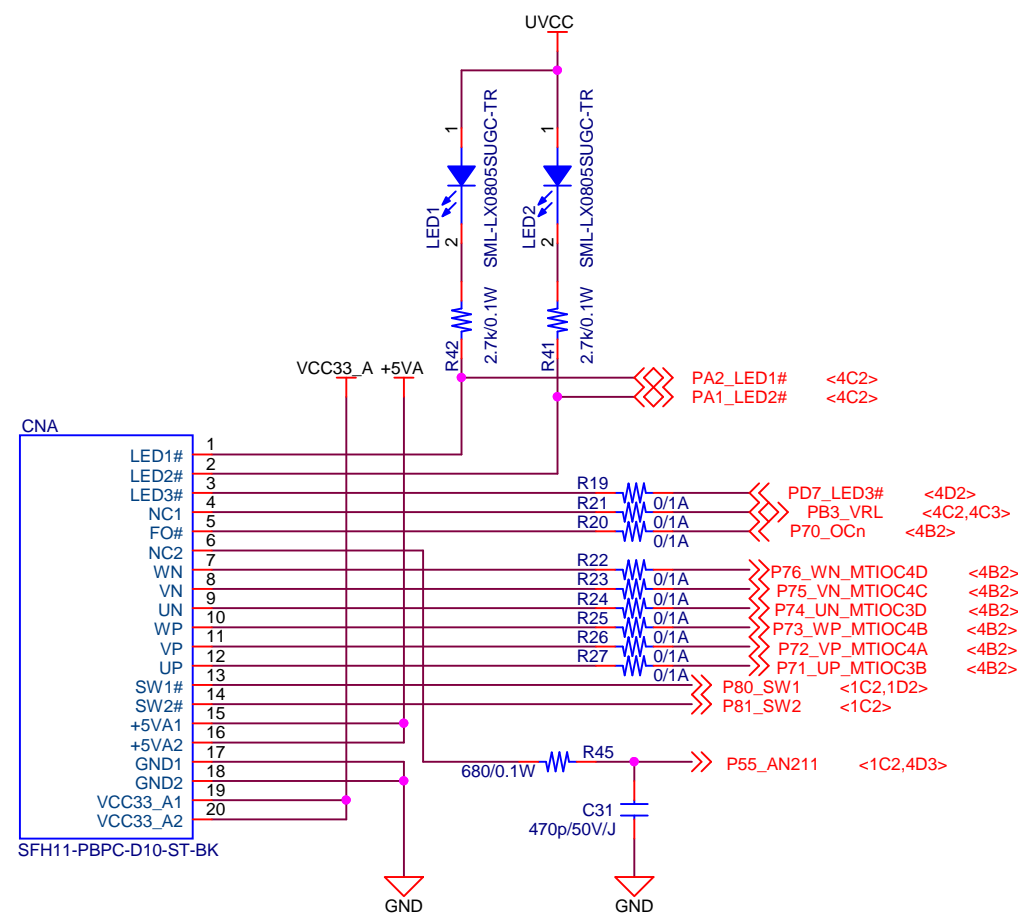 UVCC
1
1
LED1
LED2
2
2
SML-LX0805SUGC-TR
SML-LX0805SUGC-TR
R42
R41
2.7k/0.1W
2.7k/0.1W
VCC33_A +5VA
PA2_LED1# <4C2>
PA1_LED2# <4C2>
CNA
LED1# 1
LED2# 2
LED3# 3 R19 0/1A PD7_LED3# <4D2>
NC1 4 R21 0/1A PB3_VRL <4C2,4C3>
FO# 5 R20 0/1A P70_OCn <4B2>
NC2 6
WN 7 R22 0/1A P76_WN_MTIOC4D <4B2>
VN 8 R23 0/1A P75_VN_MTIOC4C <4B2>
UN 9 R24 0/1A P74_UN_MTIOC3D <4B2>
WP 10 R25 0/1A P73_WP_MTIOC4B <4B2>
VP 11 R26 0/1A P72_VP_MTIOC4A <4B2>
UP 12 R27 0/1A P71_UP_MTIOC3B <4B2>
SW1# 13 P80_SW1 <1C2,1D2>
SW2# 14 P81_SW2 <1C2>
+5VA1 15
+5VA2 16
GND1 17 R45 680/0.1W P55_AN211 <1C2,4D3>
GND2 18
VCC33_A1 19
VCC33_A2 20
C31
470p/50V/J
SFH11-PBPC-D10-ST-BK
GND
GND